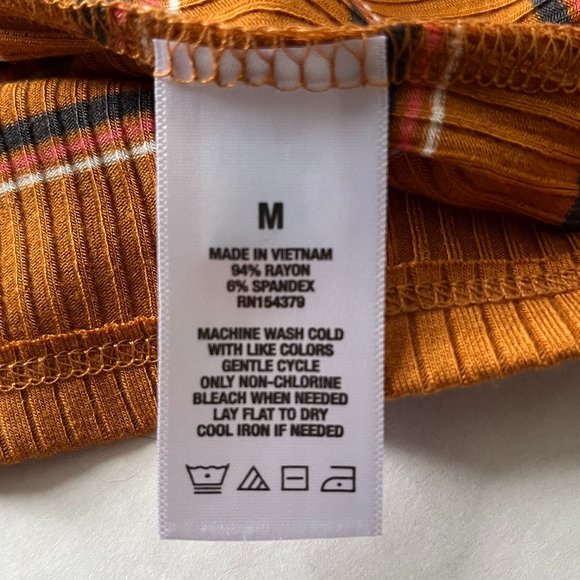 M
MADE IN VIETNAM
94% RAYON
6% SPANDEX
RN154379
MACHINE WASH COLD
WITH LIKE COLORS
GENTLE CYCLE
ONLY NON-CHLORINE
BLEACH WHEN NEEDED
LAY FLAT TO DRY
COOL IRON IF NEEDED